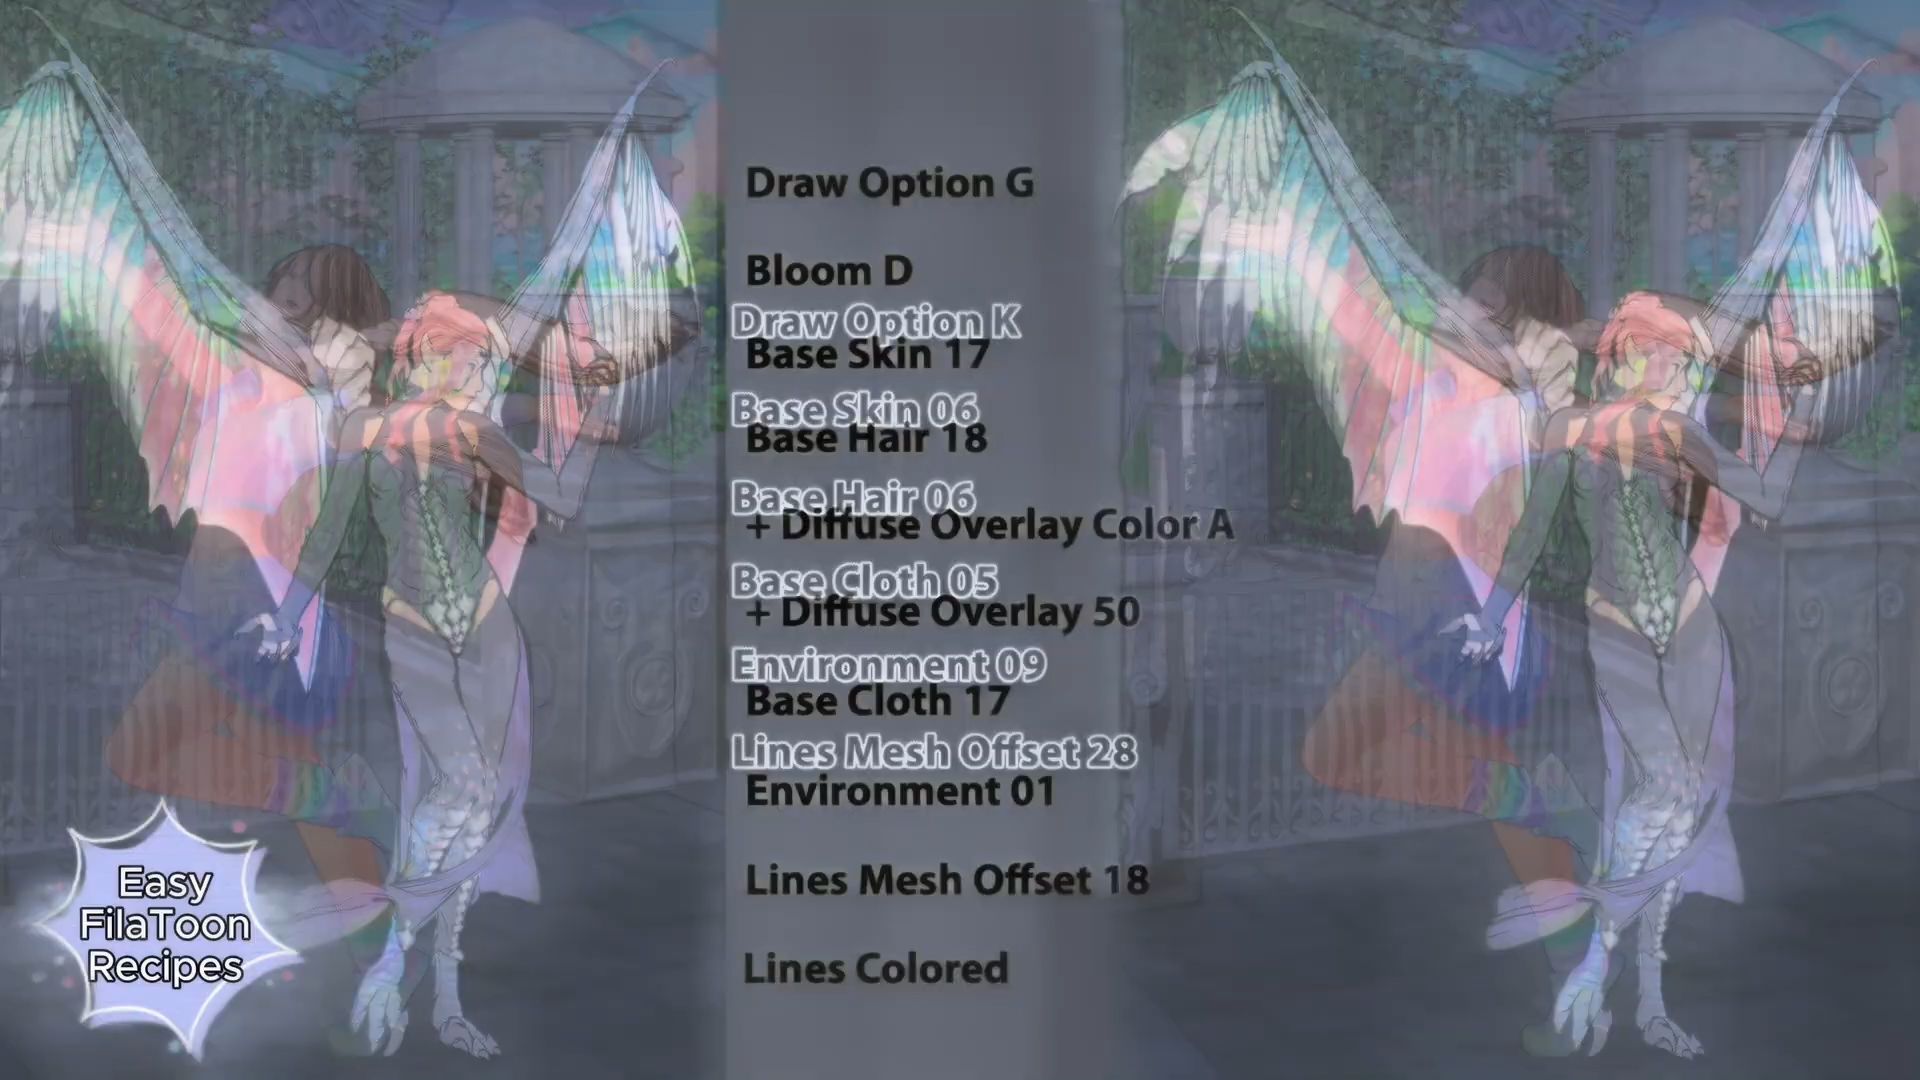 Draw Option G
Bloom D
Draw Option K
Base Skin 17
Base Skin 06
Base Hair 18
Base Hair 06
+ Diffuse Overlay Color A
Base Cloth 05
+ Diffuse Overlay 50
Environment 09
Base Cloth 17
Lines Mesh Offset 28
Environment 01
Lines Mesh Offset 18
Lines Colored
Easy
FilaToon
Recipes